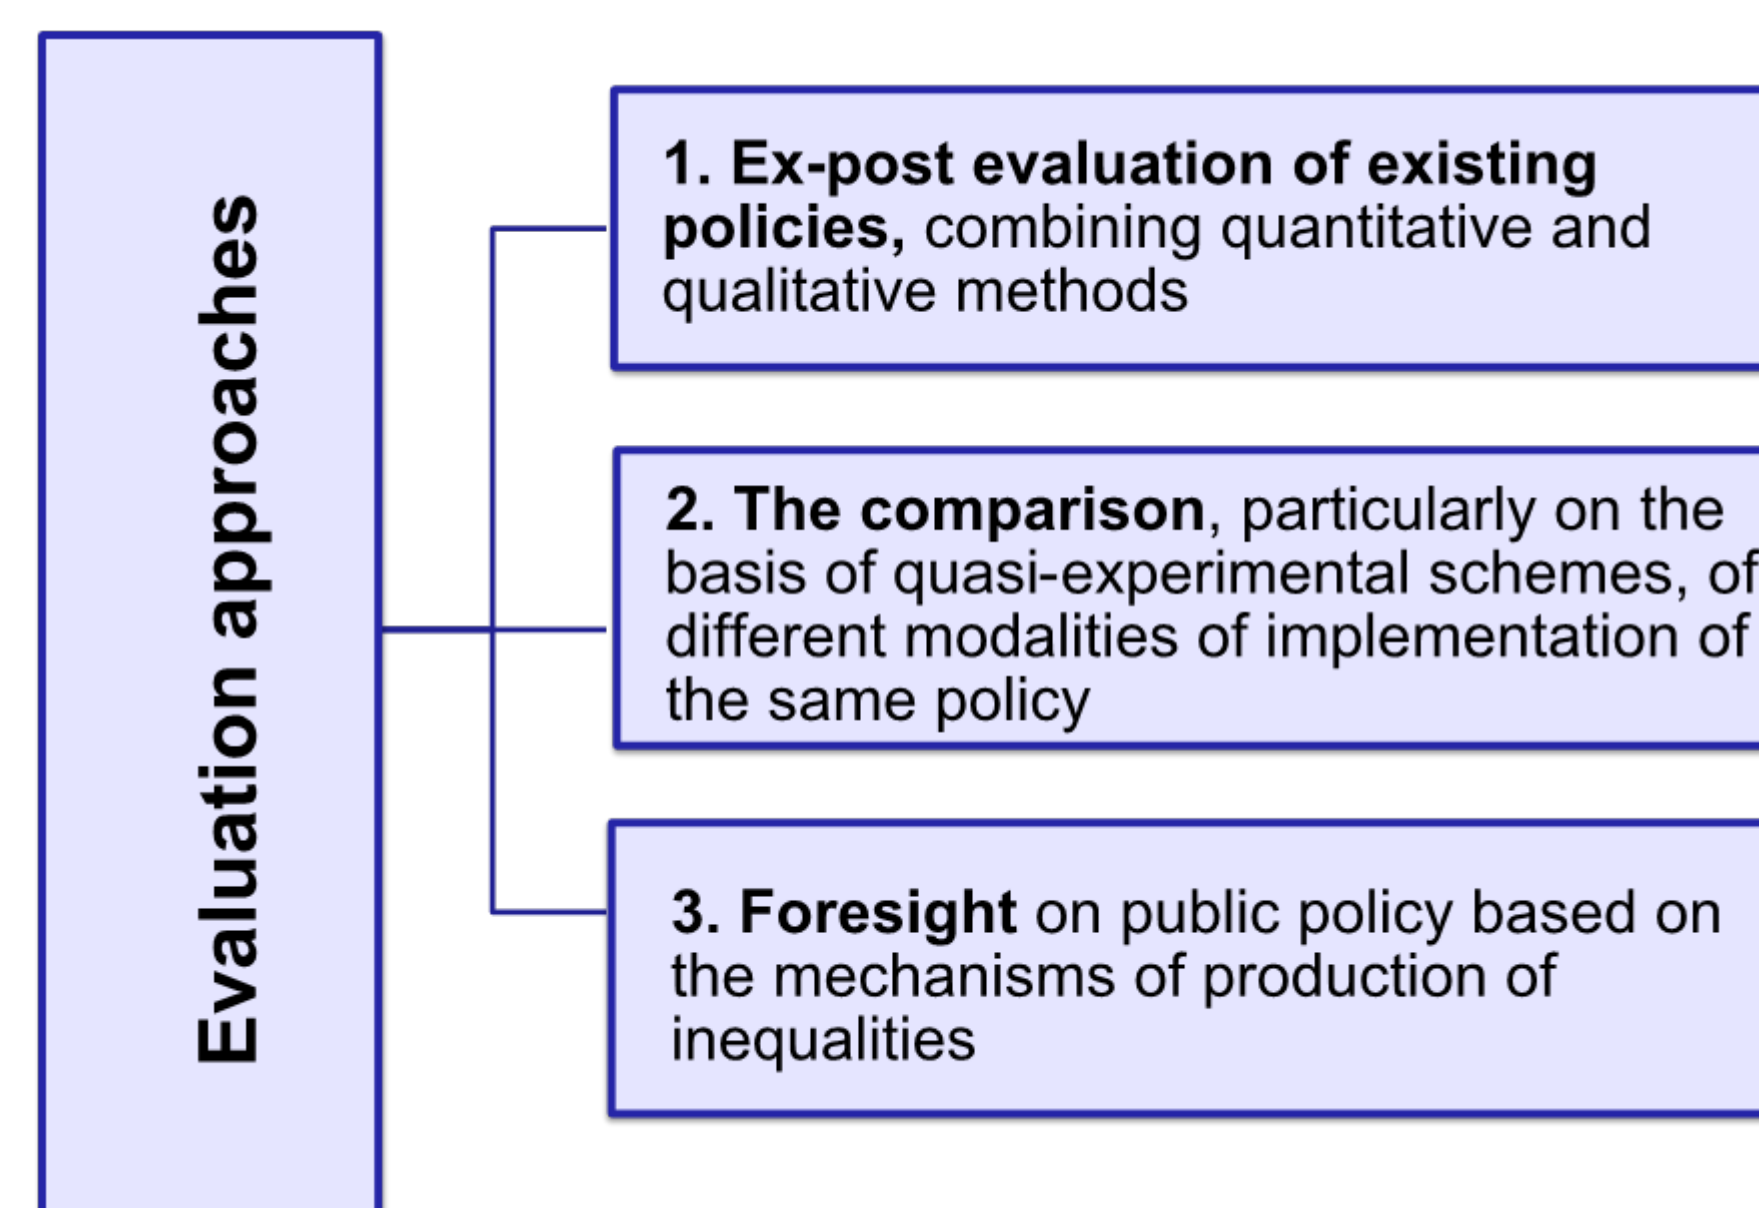 Evaluation approaches
1. Ex-post evaluation of existing
policies, combining quantitative and
qualitative methods
2. The comparison, particularly on the
basis of quasi-experimental schemes, of
different modalities of implementation of
the same policy
3. Foresight on public policy based on
the mechanisms of production of
inequalities